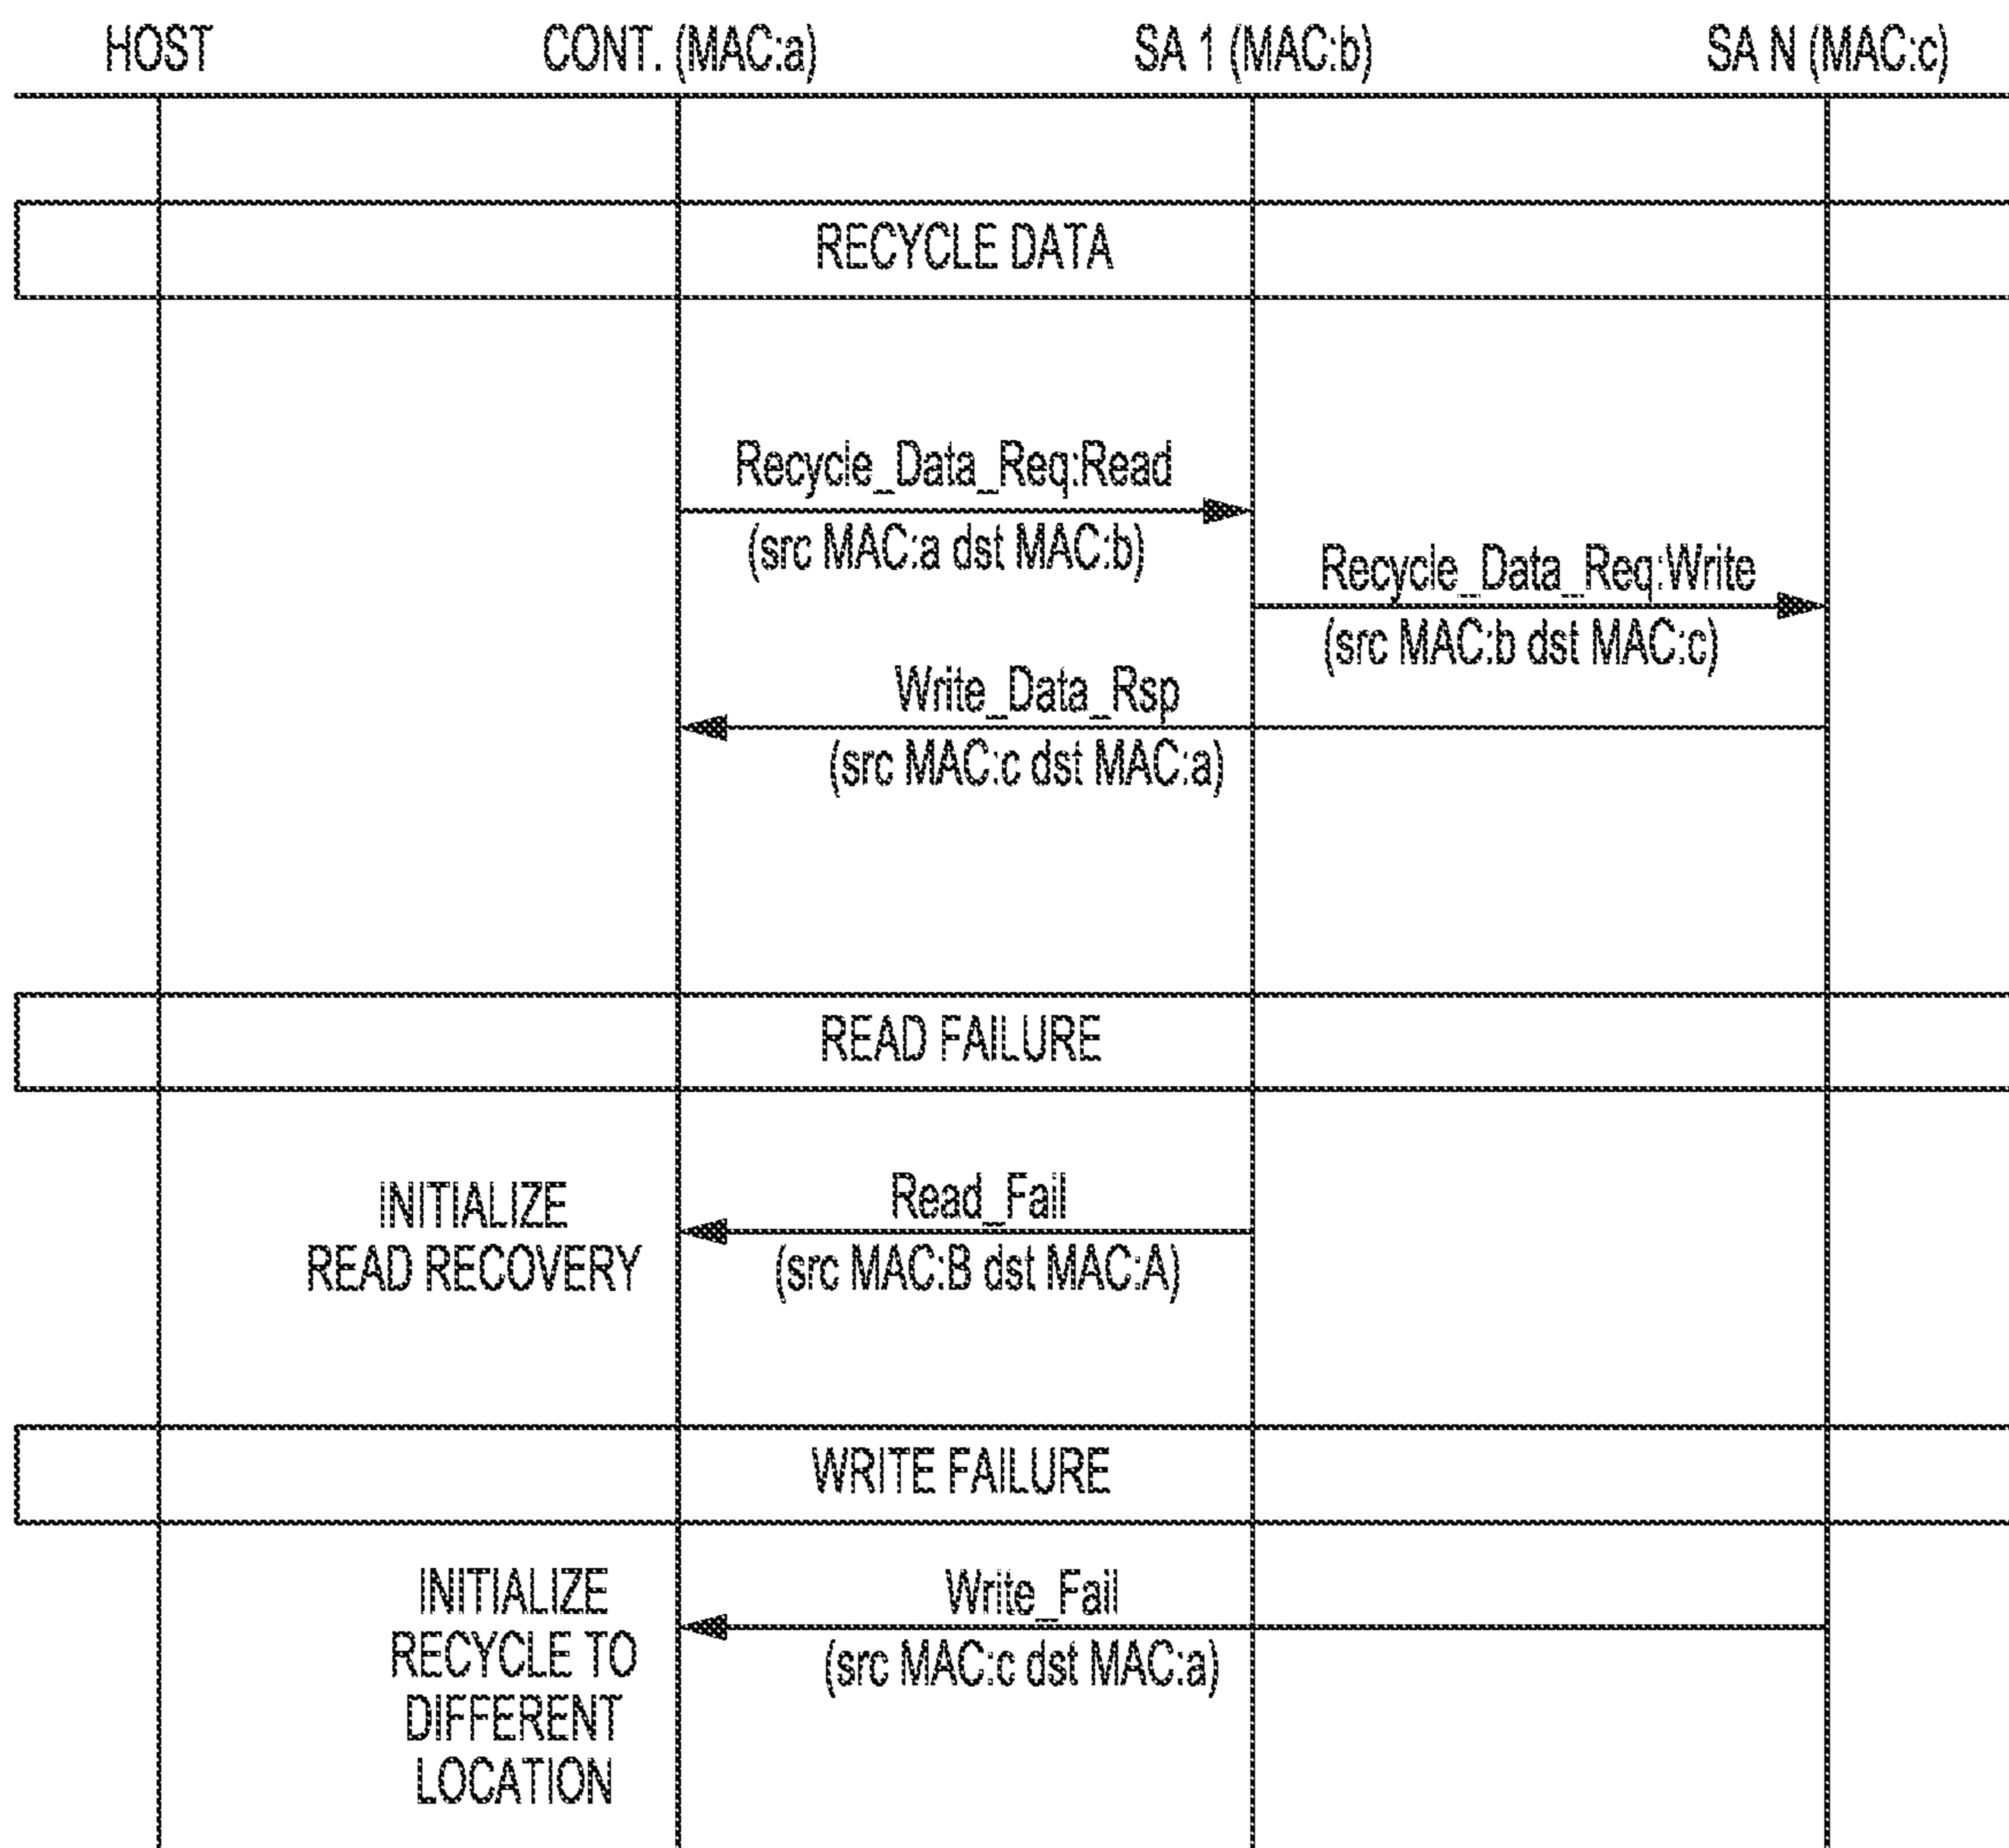 HOST CONT. (MAC:a) SA 1 (MAC:b) SA N (MAC:c)
RECYCLE DATA
Recycle_Data_Req:Read
(src MAC:a dst MAC:b)
Recycle_Data_Req:Write
(src MAC:b dst MAC:c)
Write_Data_Rsp
(src MAC:c dst MAC:a)
READ FAILURE
INITIALIZE
READ RECOVERY
Read_Fail
(src MAC:B dst MAC:A)
WRITE FAILURE
INITIALIZE
RECYCLE TO
DIFFERENT
LOCATION
Write_Fail
(src MAC:c dst MAC:a)